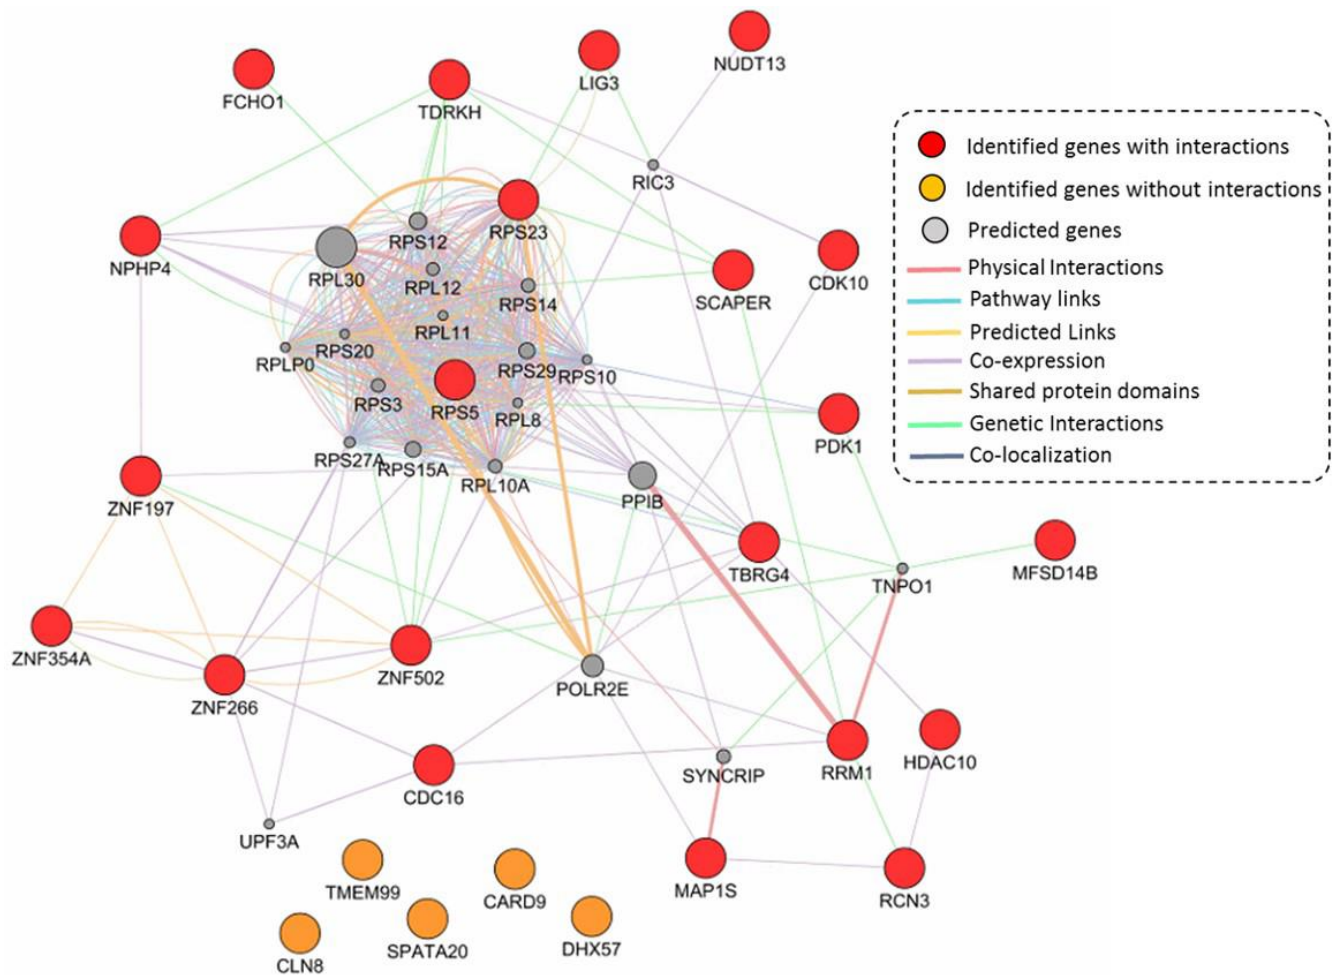 NUDT13
LIG3
FCHO1
TDRKH
RIC3
RPS23
RPS12
NPHP4
RPL30
RPL12
RPS14
SCAPER
CDK10
RPL11
RPS20
RPLP0
RPS29
RPS10
RPS3
RPS5
RPL8
PDK1
RPS27A
RPS15A
RPL10A
PPIB
ZNF197
TBRG4
TNPO1
MFSD14B
ZNF354A
ZNF502
ZNF266
POLR2E
SYNCRIP
RRM1
HDAC10
CDC16
UPF3A
TMEM99
CARD9
MAP1S
RCN3
SPATA20
DHX57
CLN8
Identified genes with interactions
Identified genes without interactions
Predicted genes
Physical Interactions
Pathway links
Predicted Links
Co-expression
Shared protein domains
Genetic Interactions
Co-localization